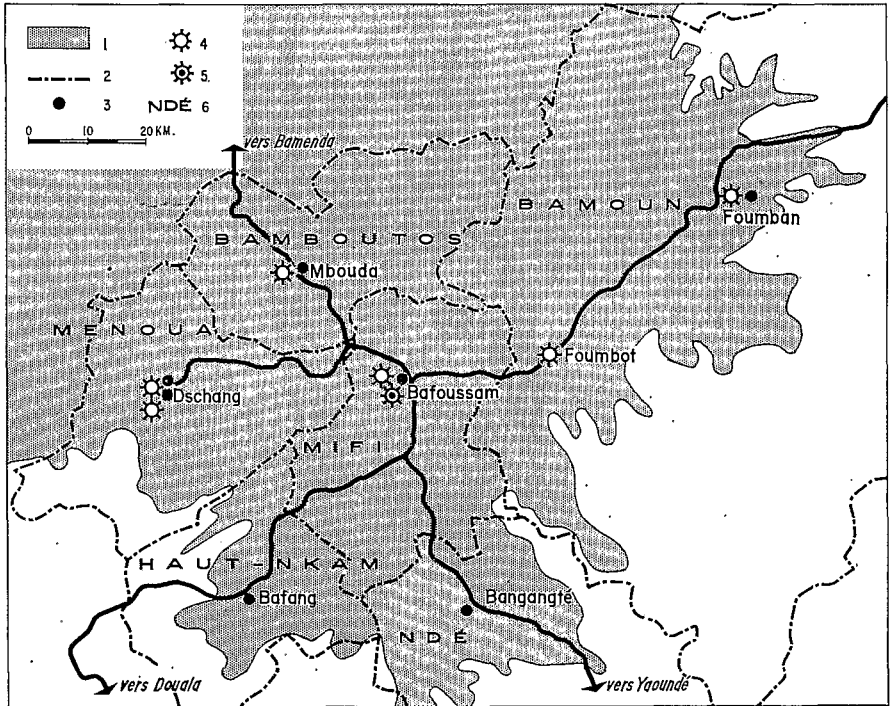 1
4
2
5.
3
NDÉ 6
0 10 20 KM.
vers Bamenda
BAMOUN
Foumban
BAMBOUTOS
Mbouda
MENOUA
Foumbot
Dschang
Bafoussam
MIFI
HAUT-NKAM
Bafang
Bangangté
NDÉ
vers Douala
vers Yaoundé